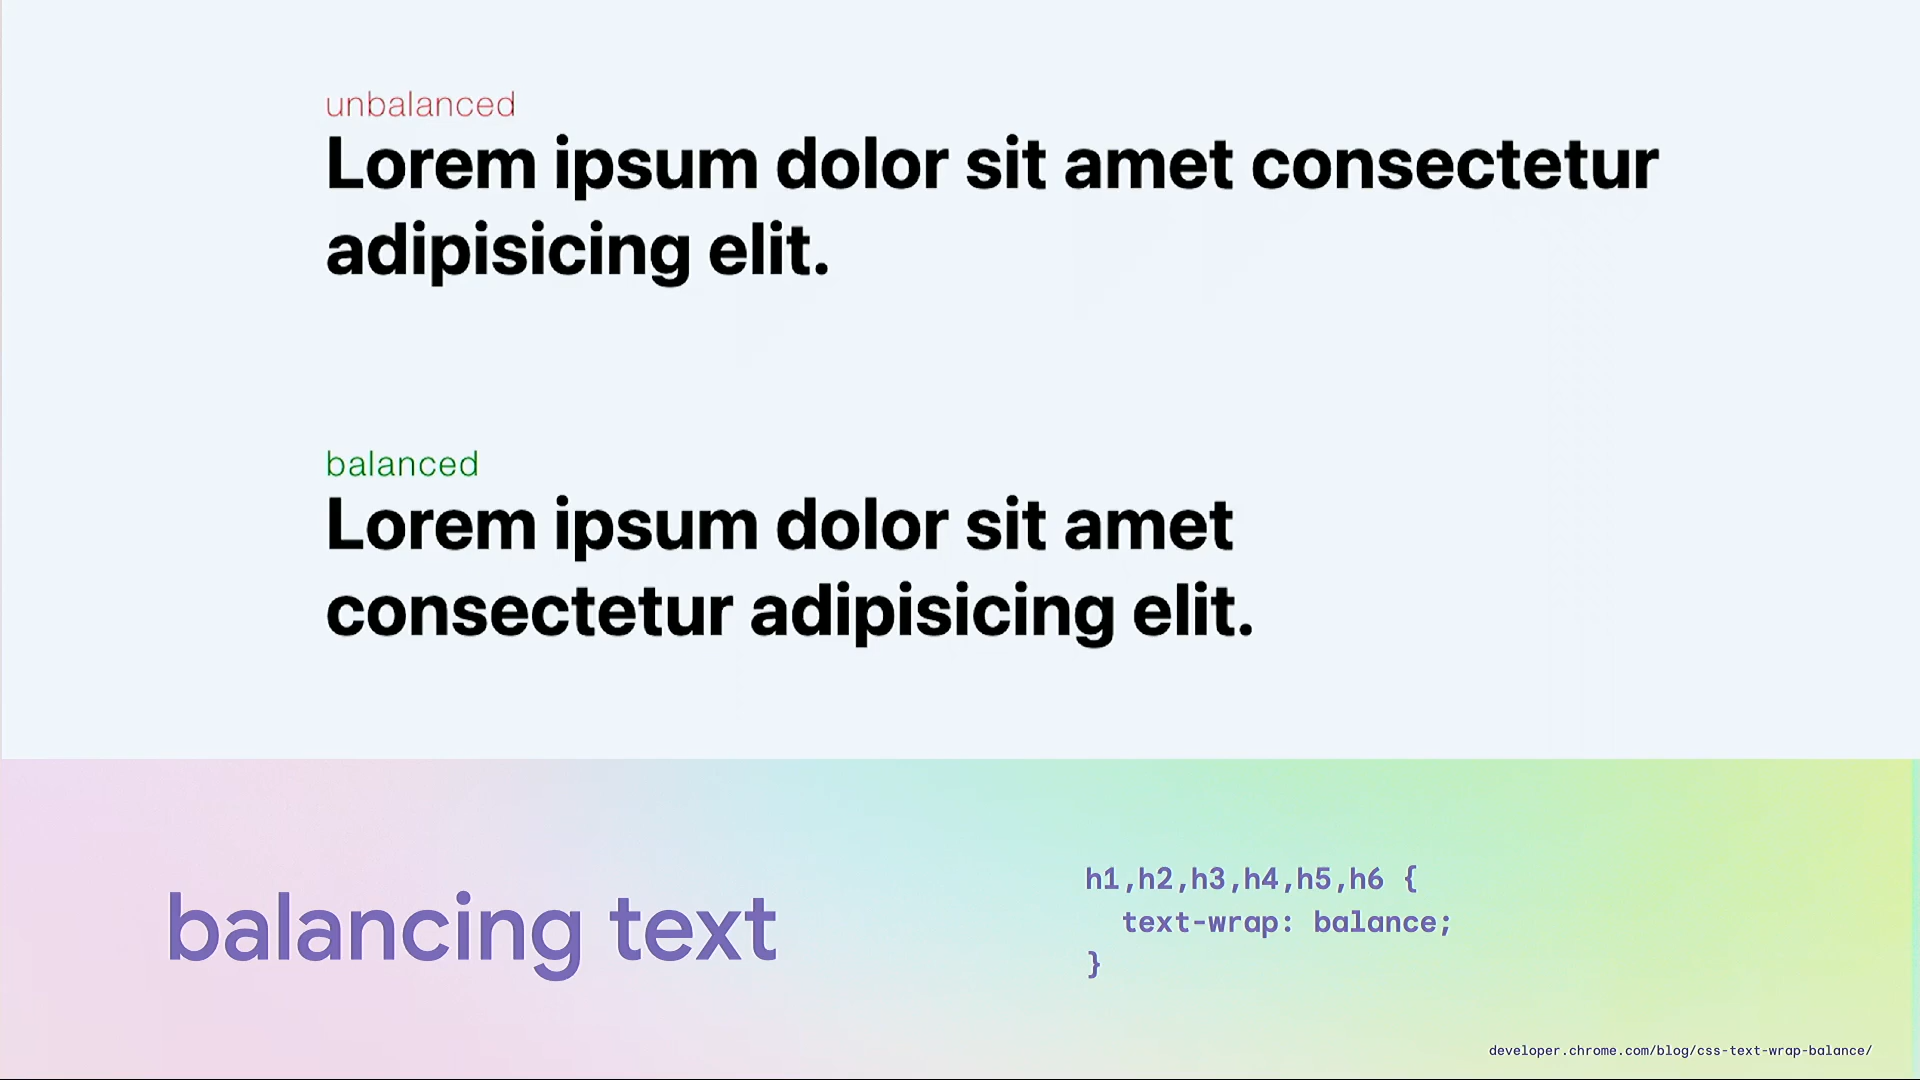 unbalanced
Lorem ipsum dolor sit amet consectetur
adipisicing elit.
balanced
Lorem ipsum dolor sit amet
consectetur adipisicing elit.
balancing text
h1,h2,h3,h4,h5,h6 {
  text-wrap: balance;
}
developer.chrome.com/blog/css-text-wrap-balance/